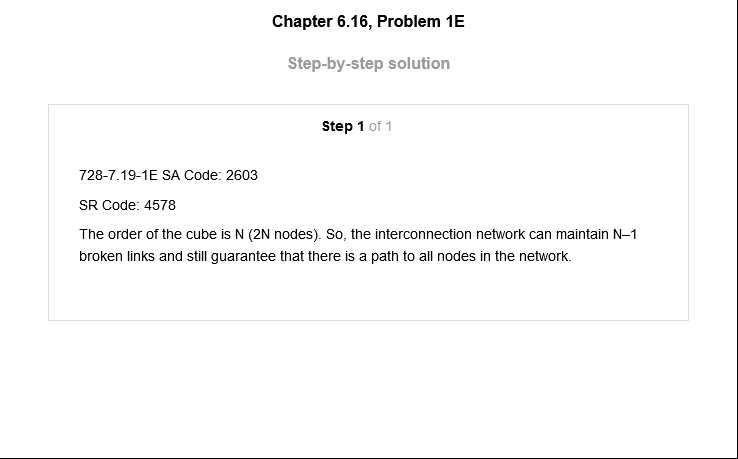 Chapter 6.16, Problem 1E
Step-by-step solution
Step 1 of 1
728-7.19-1E SA Code: 2603
SR Code: 4578
The order of the cube is N (2N nodes). So, the interconnection network can maintain N–1
broken links and still guarantee that there is a path to all nodes in the network.